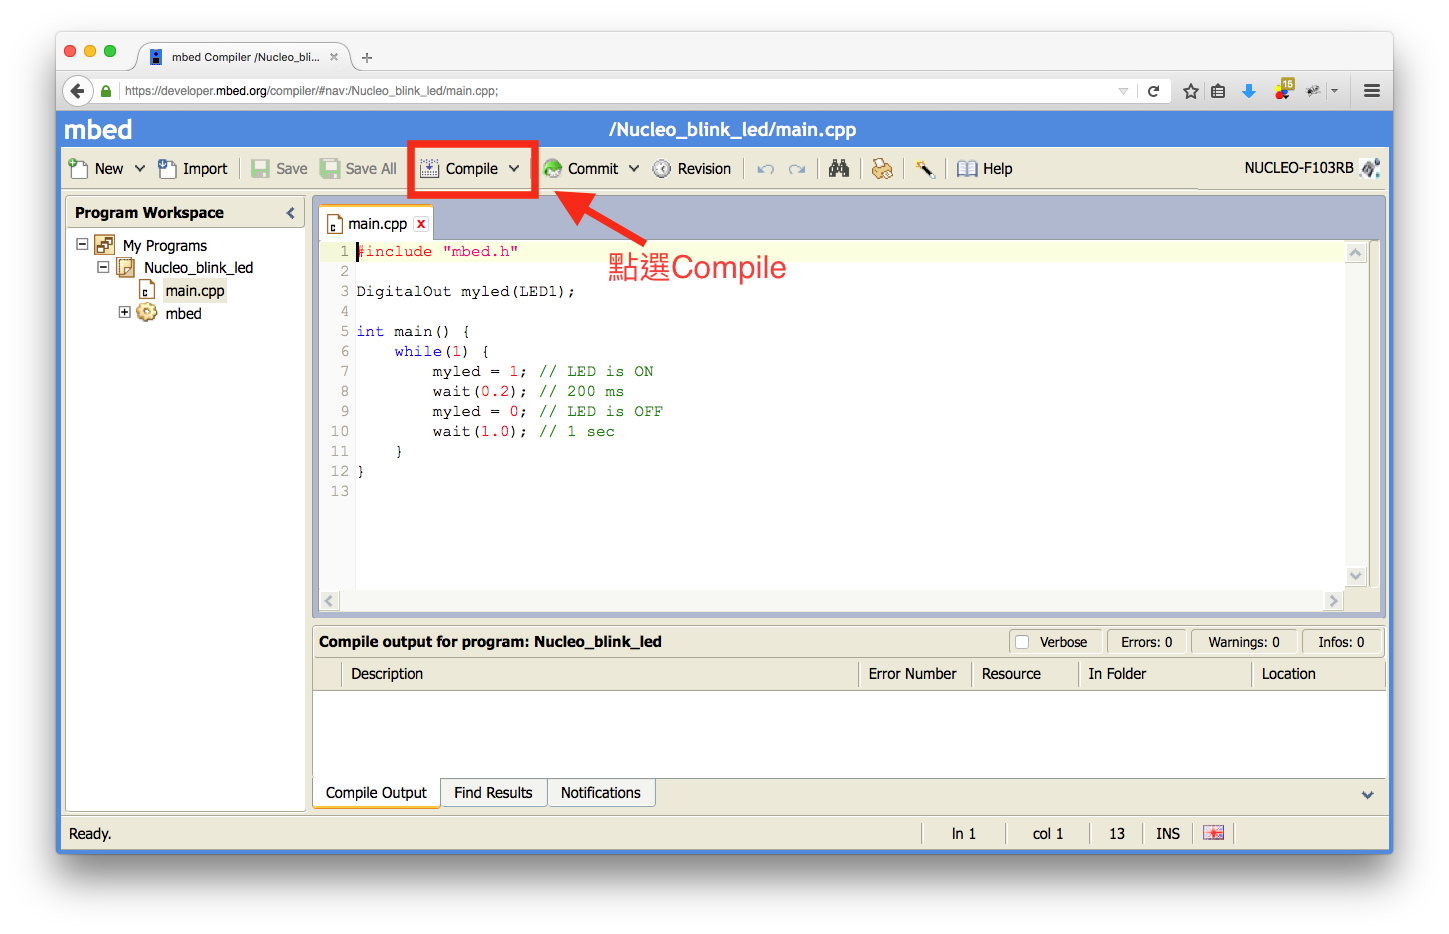 mbed Compiler /Nucleo_bli...
https://developer.mbed.org/compiler/#nav:/Nucleo_blink_led/main.cpp;
15
mbed
/Nucleo_blink_led/main.cpp
New Import Save Save All Compile Commit Revision Help NUCLEO-F103RB
Program Workspace
My Programs
Nucleo_blink_led
main.cpp
mbed
main.cpp
點選Compile
1 #include "mbed.h"
2
3 DigitalOut myled(LED1);
4
5 int main() {
6 while(1) {
7 myled = 1; // LED is ON
8 wait(0.2); // 200 ms
9 myled = 0; // LED is OFF
10 wait(1.0); // 1 sec
11 }
12 }
13
Compile output for program: Nucleo_blink_led
Verbose Errors: 0 Warnings: 0 Infos: 0
Description Error Number Resource In Folder Location
Compile Output Find Results Notifications
Ready. ln 1 col 1 13 INS